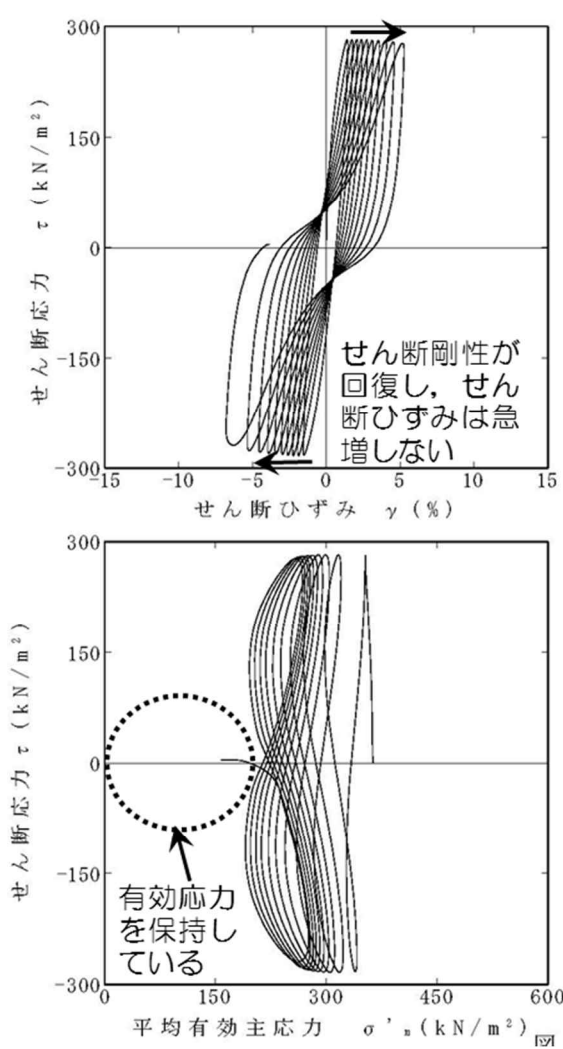 300
150
0
-150
-300
せん断応力 τ (kN/m²)
せん断剛性が
回復し，せん
断ひずみは急
増しない
-15
-10
-5
0
5
10
15
せん断ひずみ γ (%)
300
150
0
-150
-300
せん断応力 τ (kN/m²)
有効応力
を保持し
ている
0
150
300
450
600
平均有効主応力 σ'ₘ (kN/m²)
図